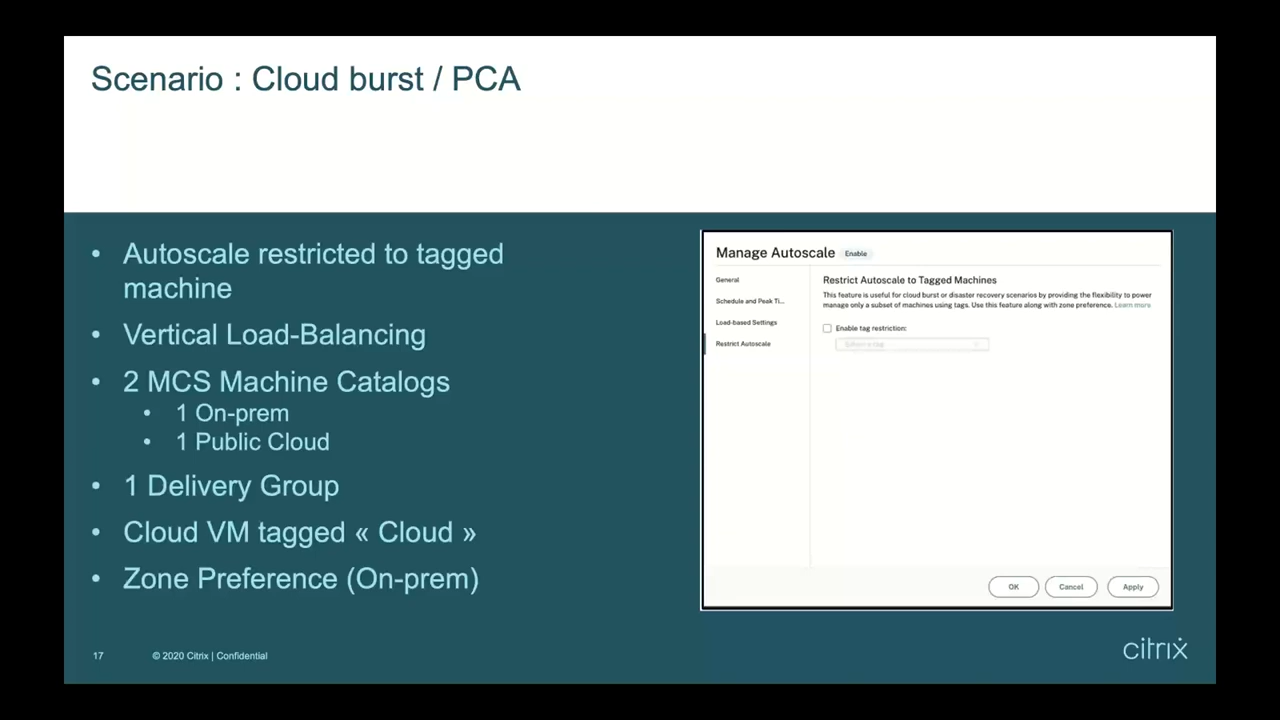 Scenario : Cloud burst / PCA
• Autoscale restricted to tagged
machine
• Vertical Load-Balancing
• 2 MCS Machine Catalogs
• 1 On-prem
• 1 Public Cloud
• 1 Delivery Group
• Cloud VM tagged « Cloud »
• Zone Preference (On-prem)
Manage Autoscale Enable
General
Schedule and Peak Ti...
Load-based Settings
Restrict Autoscale
Restrict Autoscale to Tagged Machines
This feature is useful for cloud burst or disaster recovery scenarios by providing the flexibility to power
manage only a subset of machines using tags. Use this feature along with zone preference. Learn more
Enable tag restriction:
OK Cancel Apply
17 © 2020 Citrix | Confidential
citrix